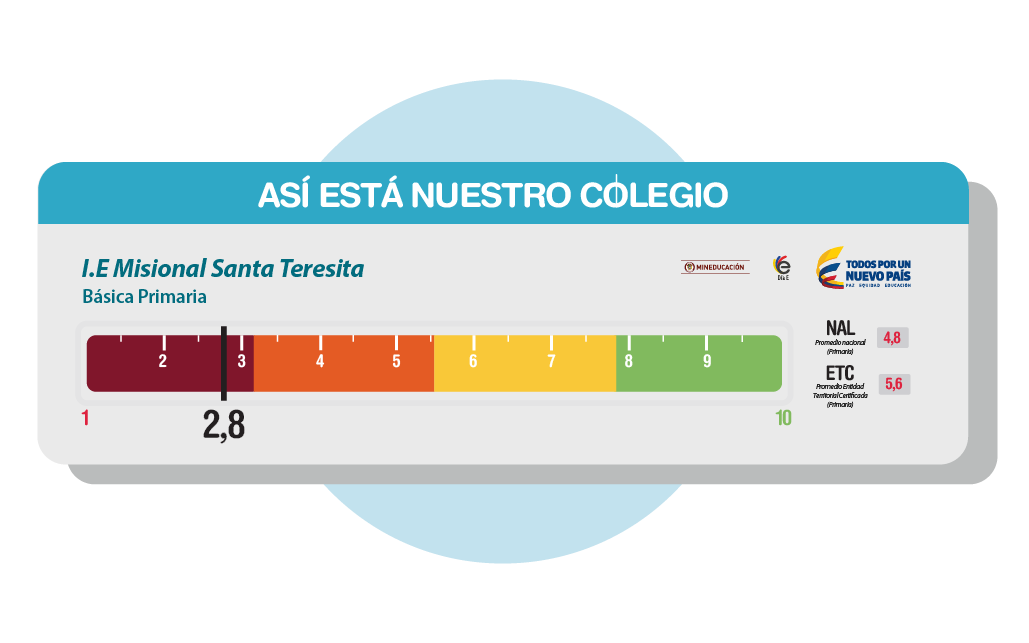 ASÍ ESTÁ NUESTRO COLEGIO
I.E Misional Santa Teresita
Básica Primaria
MINEDUCACIÓN
e
Día E
TODOS POR UN
NUEVO PAÍS
PAZ EQUIDAD EDUCACIÓN
2 3 4 5 6 7 8 9
1
10
2,8
NAL
4,8
Promedio nacional
(Primaria)
ETC
5,6
Promedio Entidad
Territorial Certificada
(Primaria)